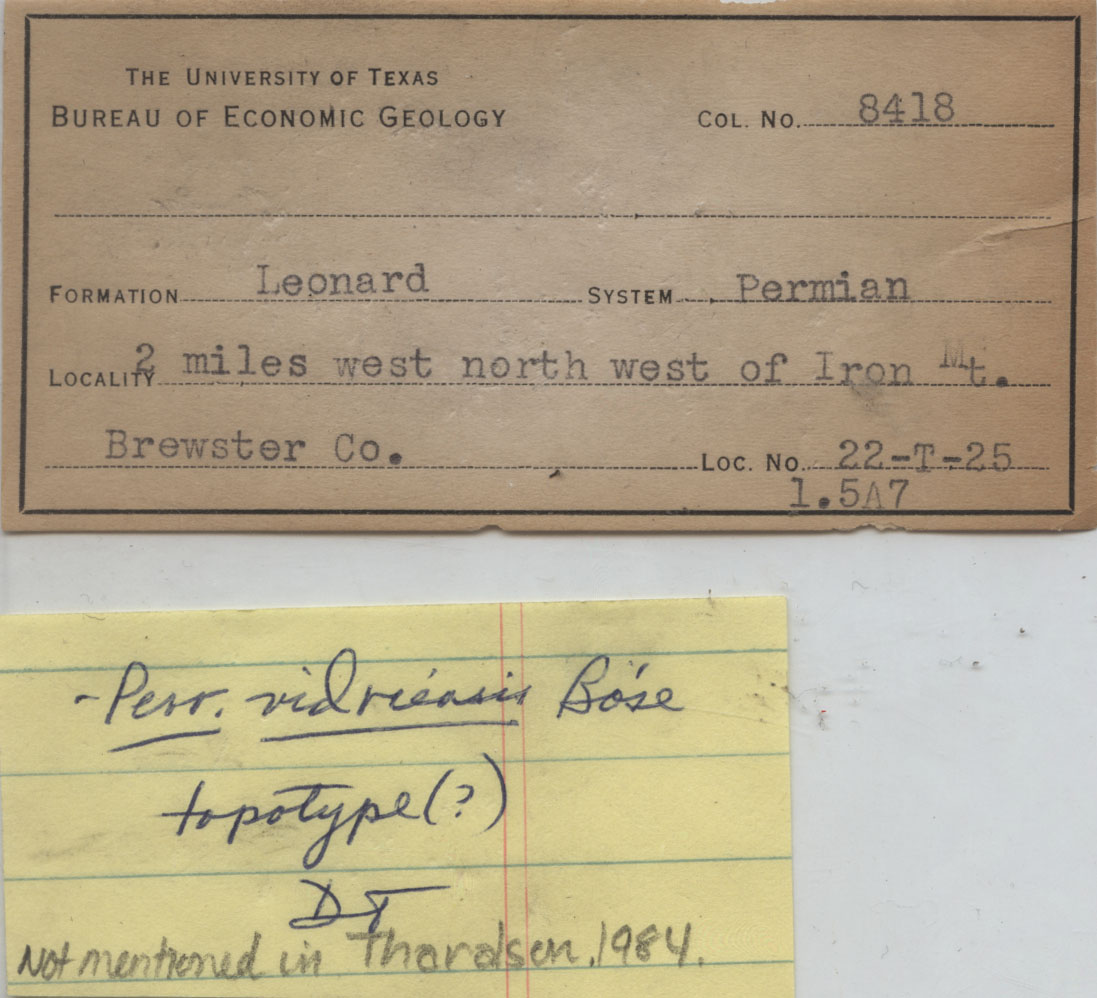 THE UNIVERSITY OF TEXAS
BUREAU OF ECONOMIC GEOLOGY
COL. NO. 8418
FORMATION Leonard SYSTEM Permian
LOCALITY 2 miles west north west of Iron Mt.
Brewster Co. LOC. NO. 22-T-25
1.5A7
- Perr. vidriensis Böse
topotype (?)
DT
Not mentioned in Tharalson, 1984.